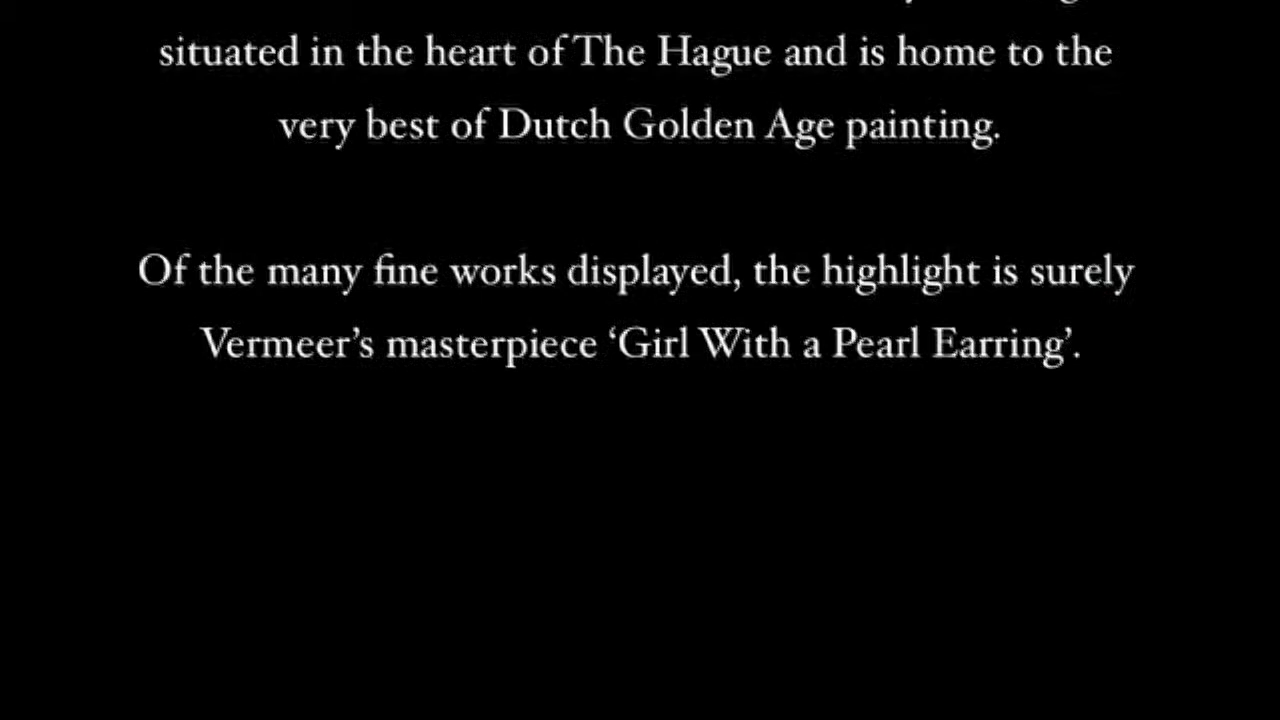 situated in the heart of The Hague and is home to the
very best of Dutch Golden Age painting.
Of the many fine works displayed, the highlight is surely
Vermeer’s masterpiece ‘Girl With a Pearl Earring’.